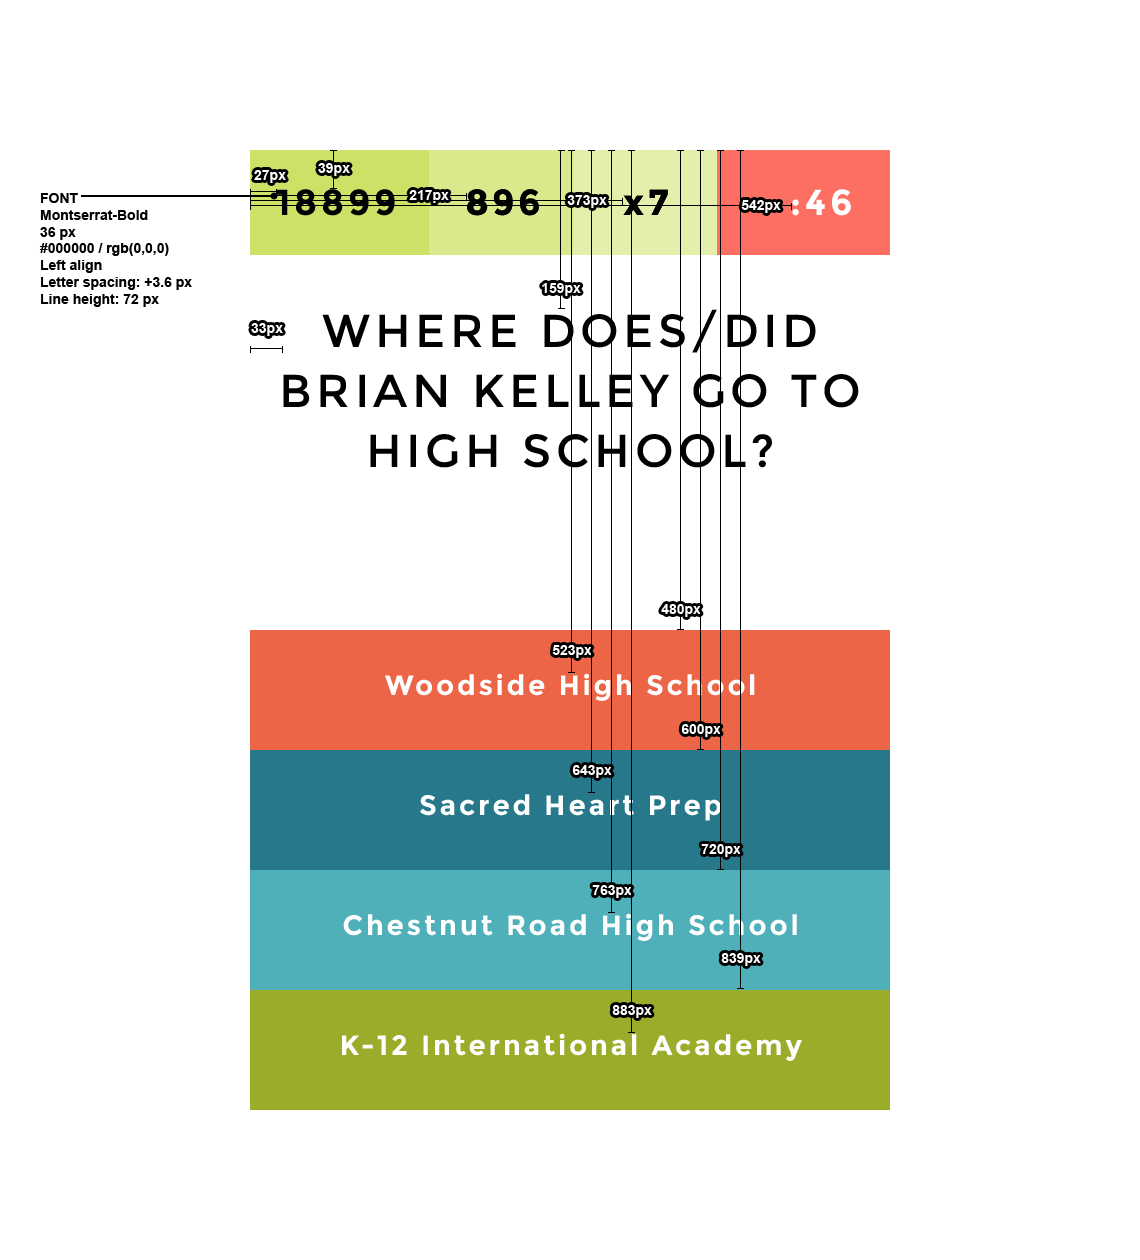 27px
39px
18899
217px
896
373px
x7
542px
:46
FONT
Montserrat-Bold
36 px
#000000 / rgb(0,0,0)
Left align
Letter spacing: +3.6 px
Line height: 72 px
159px
33px
WHERE DOES/DID
BRIAN KELLEY GO TO
HIGH SCHOOL?
480px
523px
Woodside High School
600px
643px
Sacred Heart Prep
720px
763px
Chestnut Road High School
839px
883px
K-12 International Academy